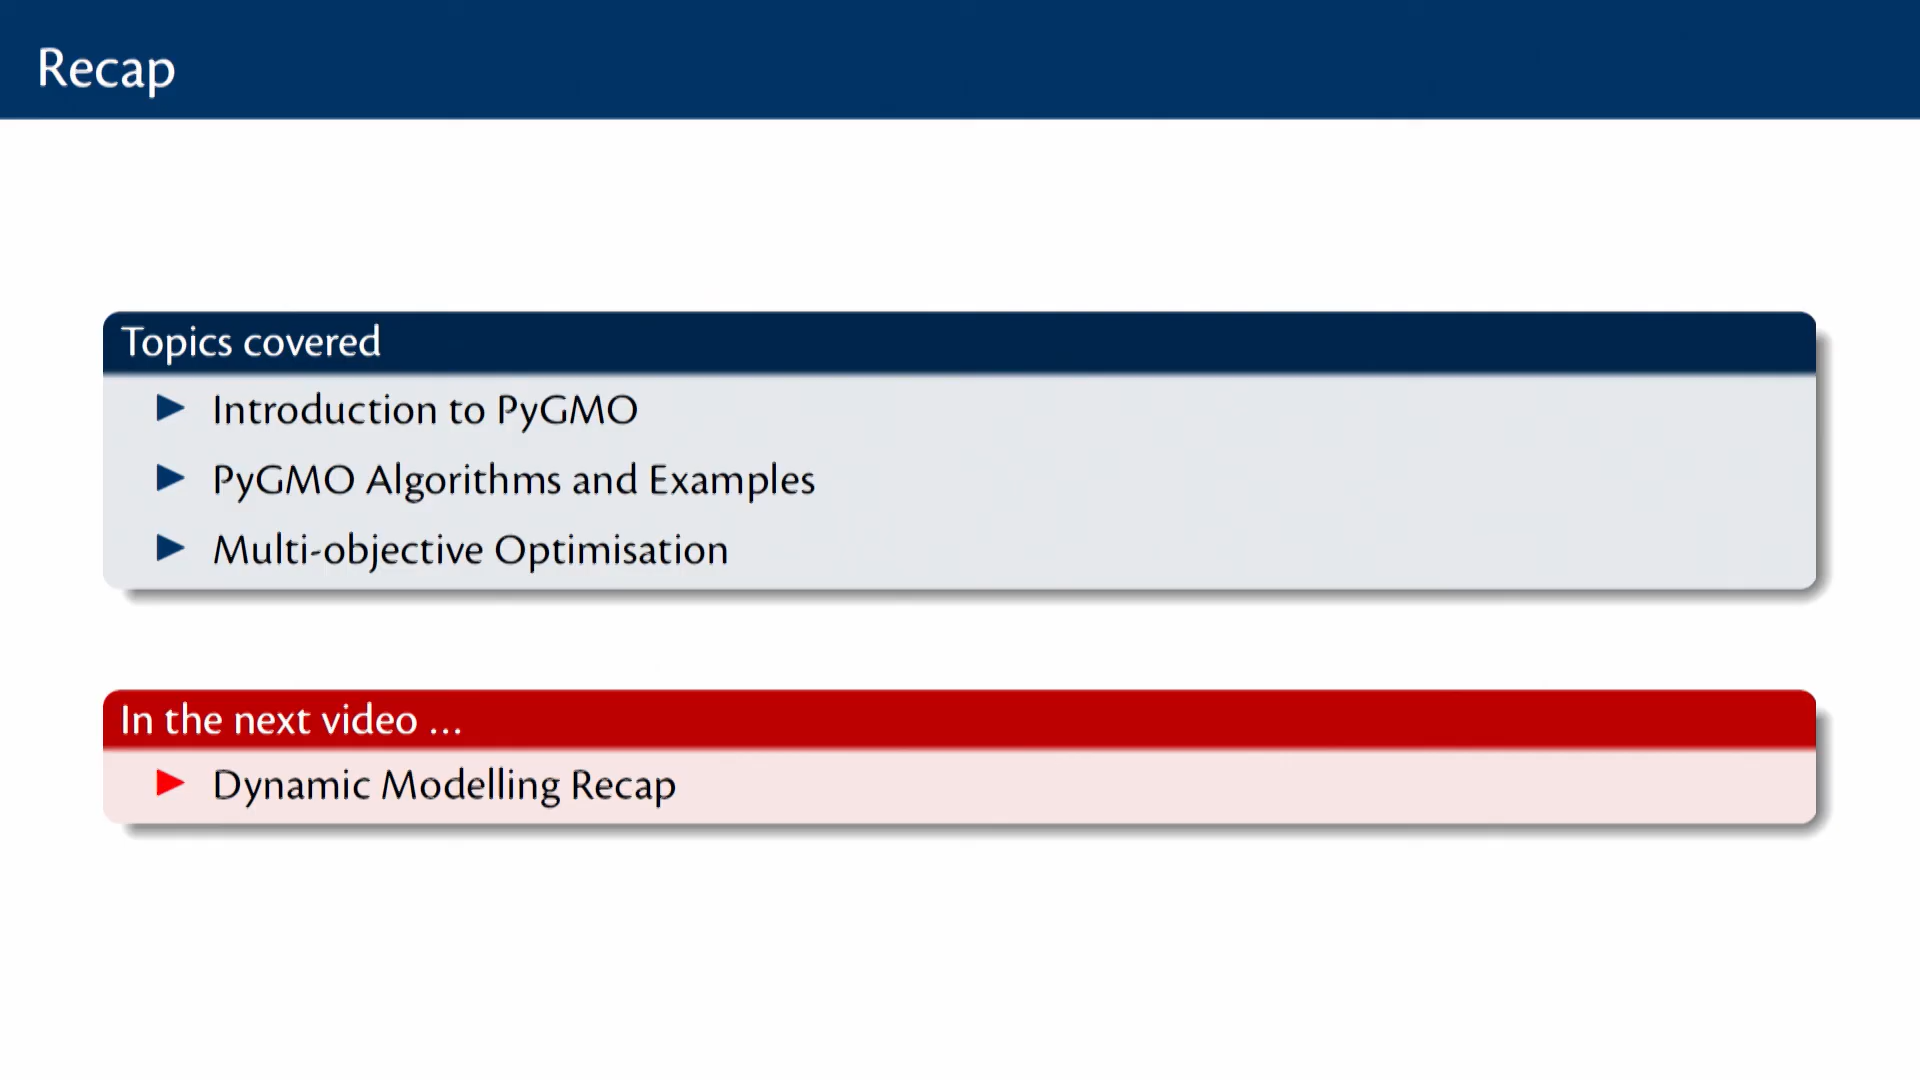 Recap
Topics covered
Introduction to PyGMO
PyGMO Algorithms and Examples
Multi-objective Optimisation
In the next video ...
Dynamic Modelling Recap